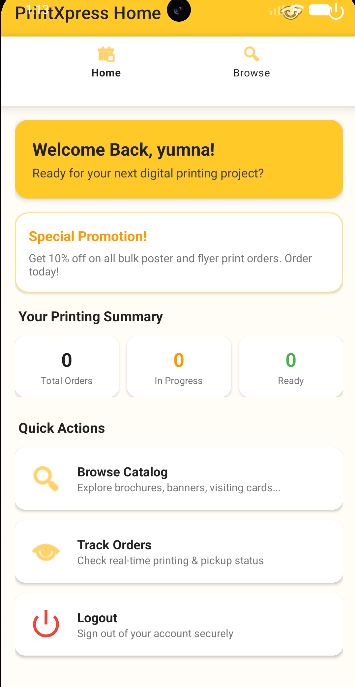 PrintXpress Home
Home
Browse
Welcome Back, yumna!
Ready for your next digital printing project?
Special Promotion!
Get 10% off on all bulk poster and flyer print orders. Order
today!
Your Printing Summary
0
0
0
Total Orders
In Progress
Ready
Quick Actions
Browse Catalog
Explore brochures, banners, visiting cards...
Track Orders
Check real-time printing & pickup status
Logout
Sign out of your account securely